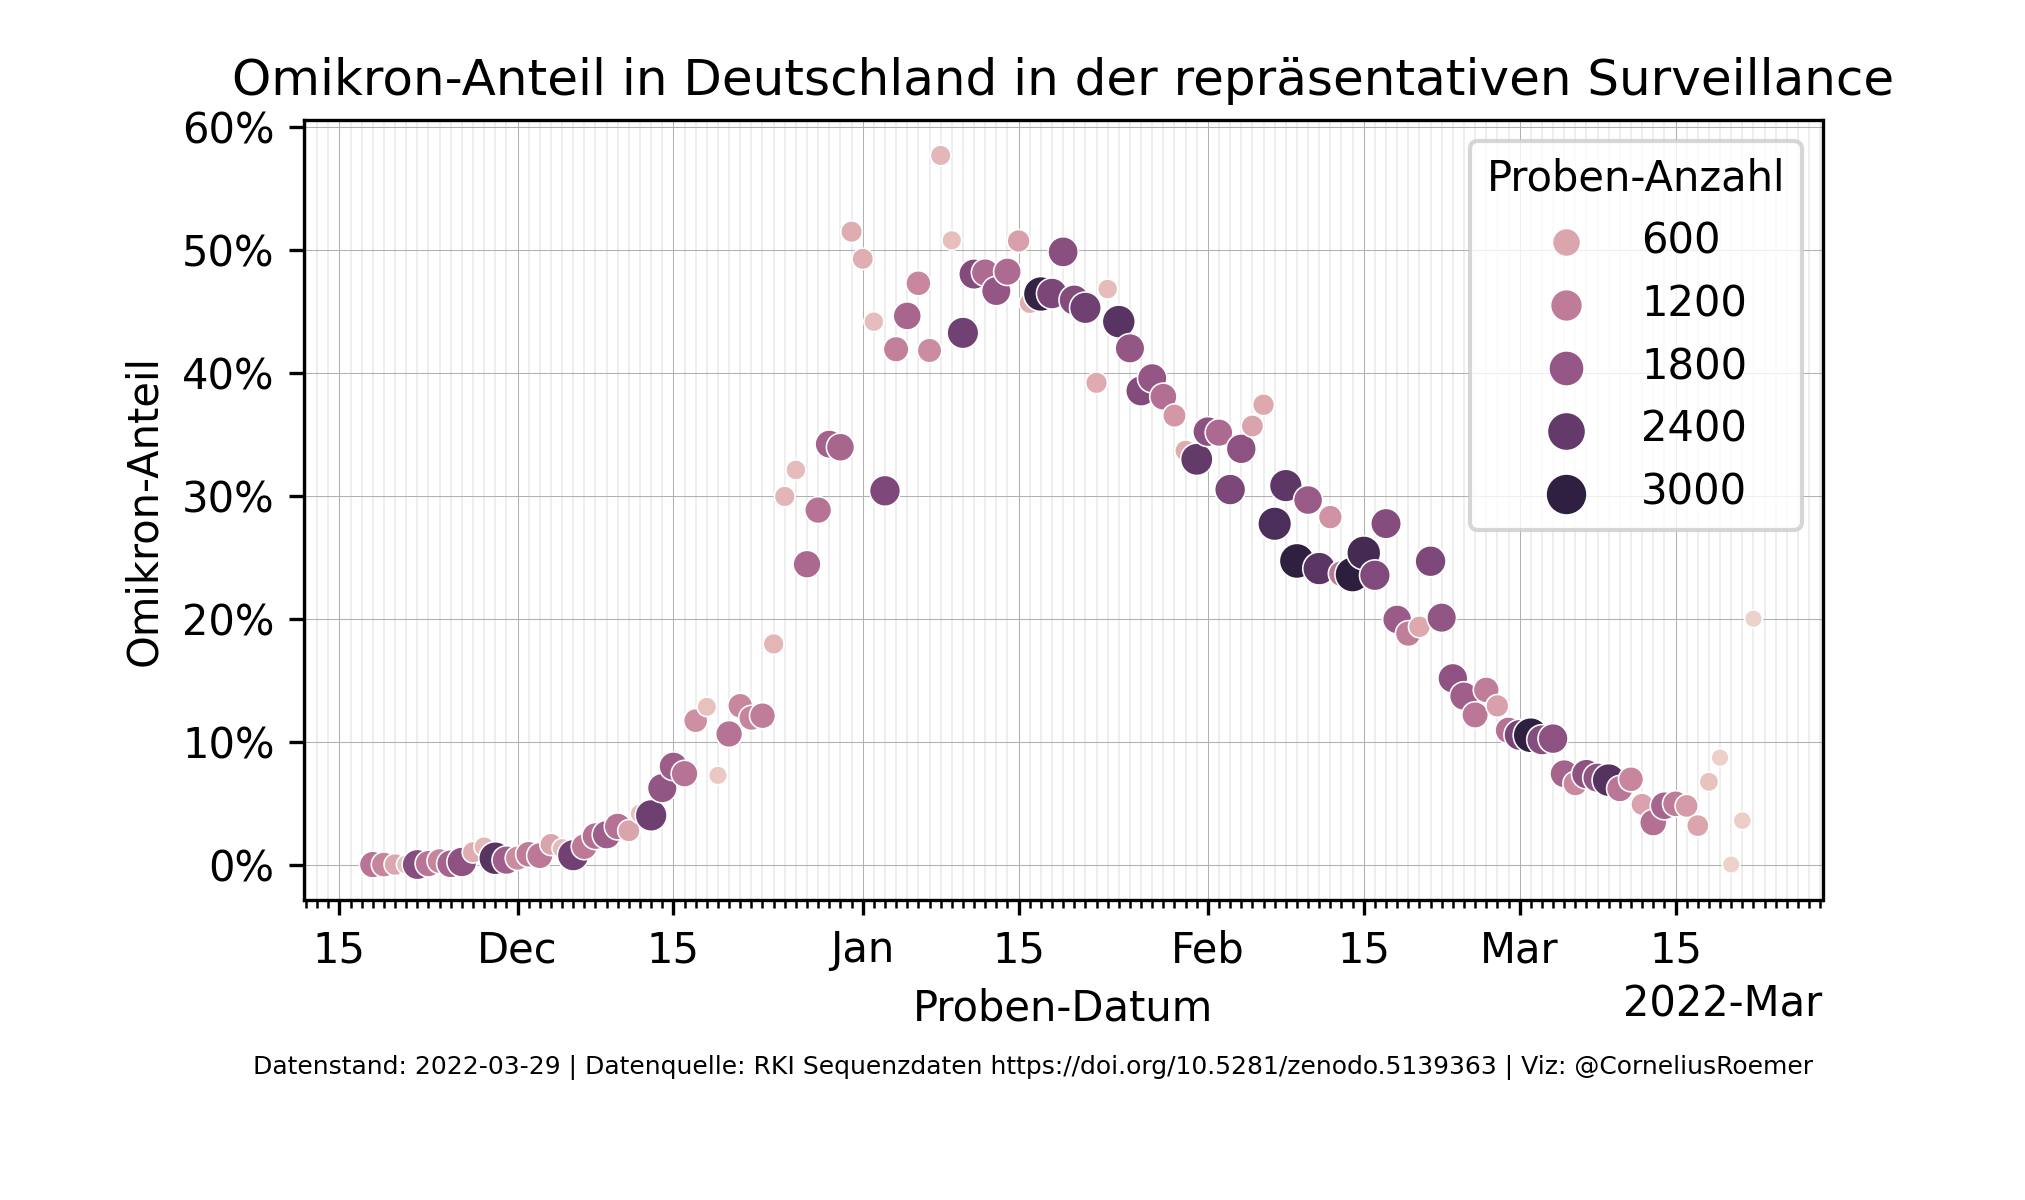 Omikron-Anteil in Deutschland in der repräsentativen Surveillance
60%
50%
40%
30%
20%
10%
0%
Omikron-Anteil
Proben-Anzahl
600
1200
1800
2400
3000
15 Dec 15 Jan 15 Feb 15 Mar 15
Proben-Datum
2022-Mar
Datenstand: 2022-03-29 | Datenquelle: RKI Sequenzdaten https://doi.org/10.5281/zenodo.5139363 | Viz: @CorneliusRoemer